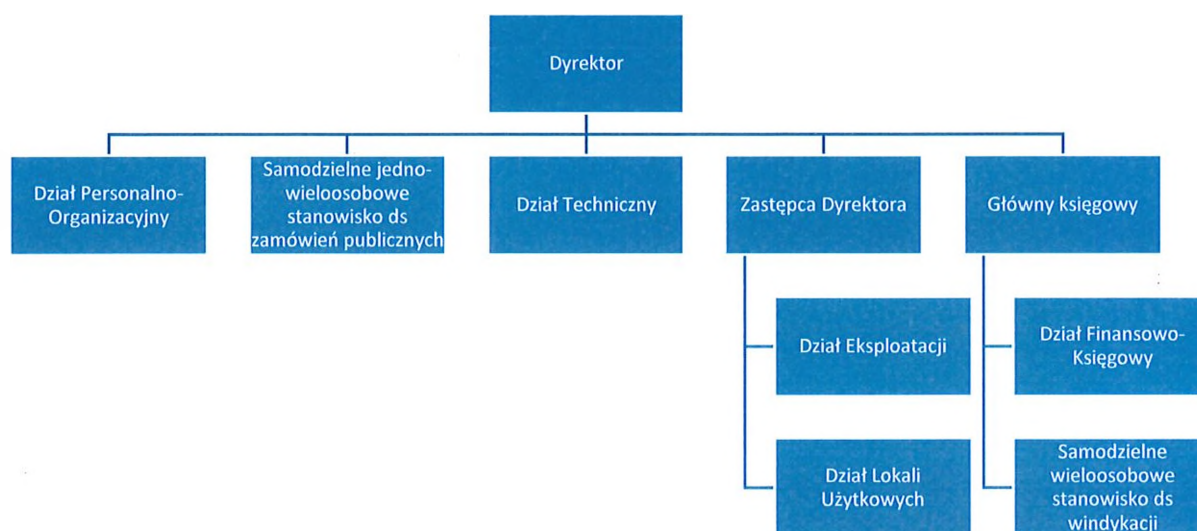 Dyrektor
Dział Personalno-
Organizacyjny
Samodzielne jedno-
wieloosobowe
stanowisko ds
zamówień publicznych
Dział Techniczny
Zastępca Dyrektora
Główny księgowy
Dział Eksploatacji
Dział Finansowo-
Księgowy
Dział Lokali
Użytkowych
Samodzielne
wieloosobowe
stanowisko ds
windykacji